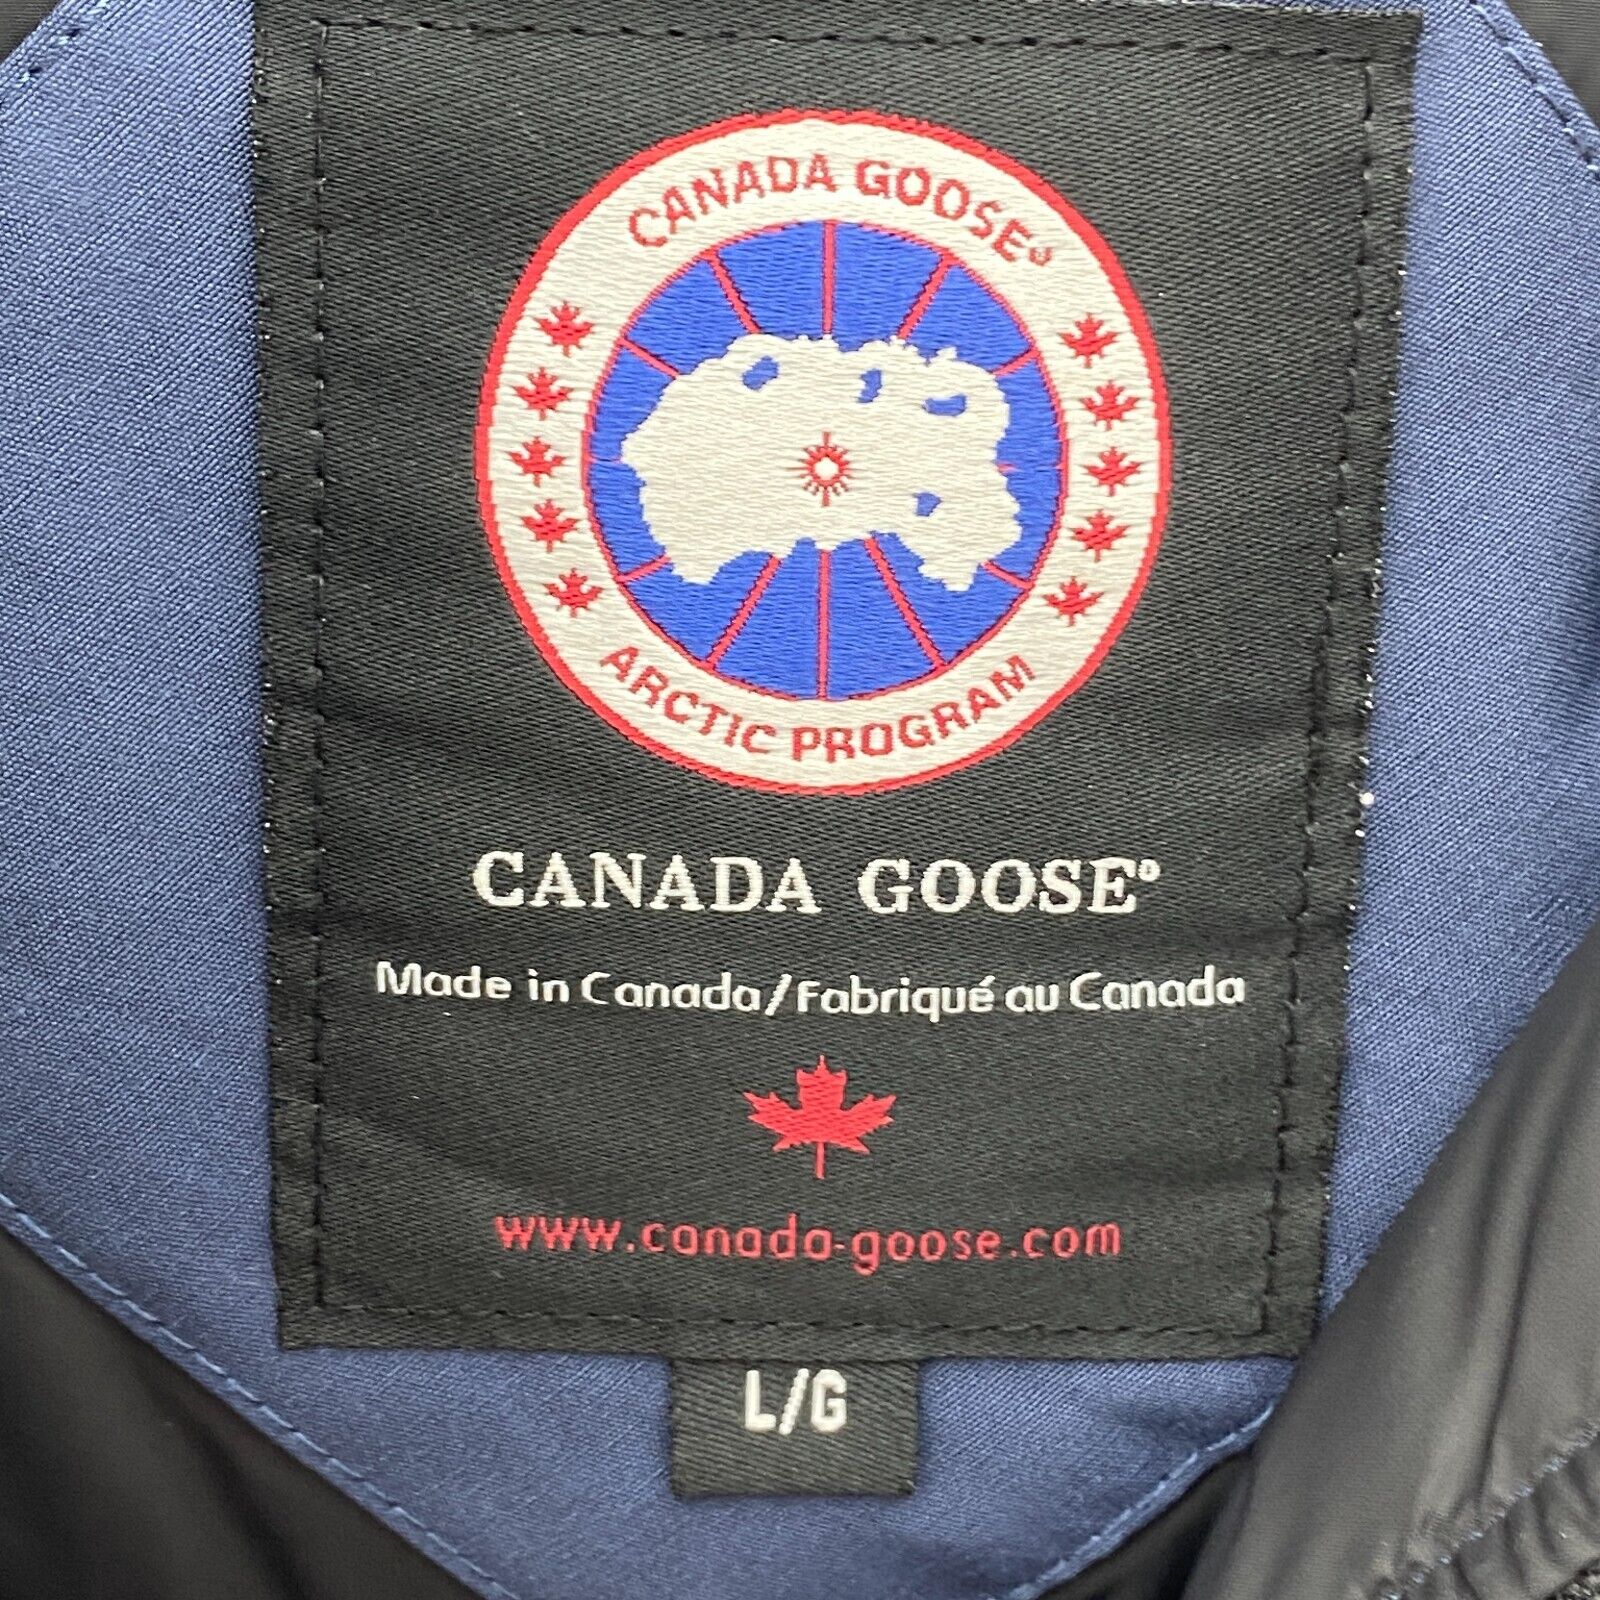 CANADA GOOSE®
ARCTIC PROGRAM
CANADA GOOSE®
Made in Canada/Fabriqué au Canada
www.canada-goose.com
L/G